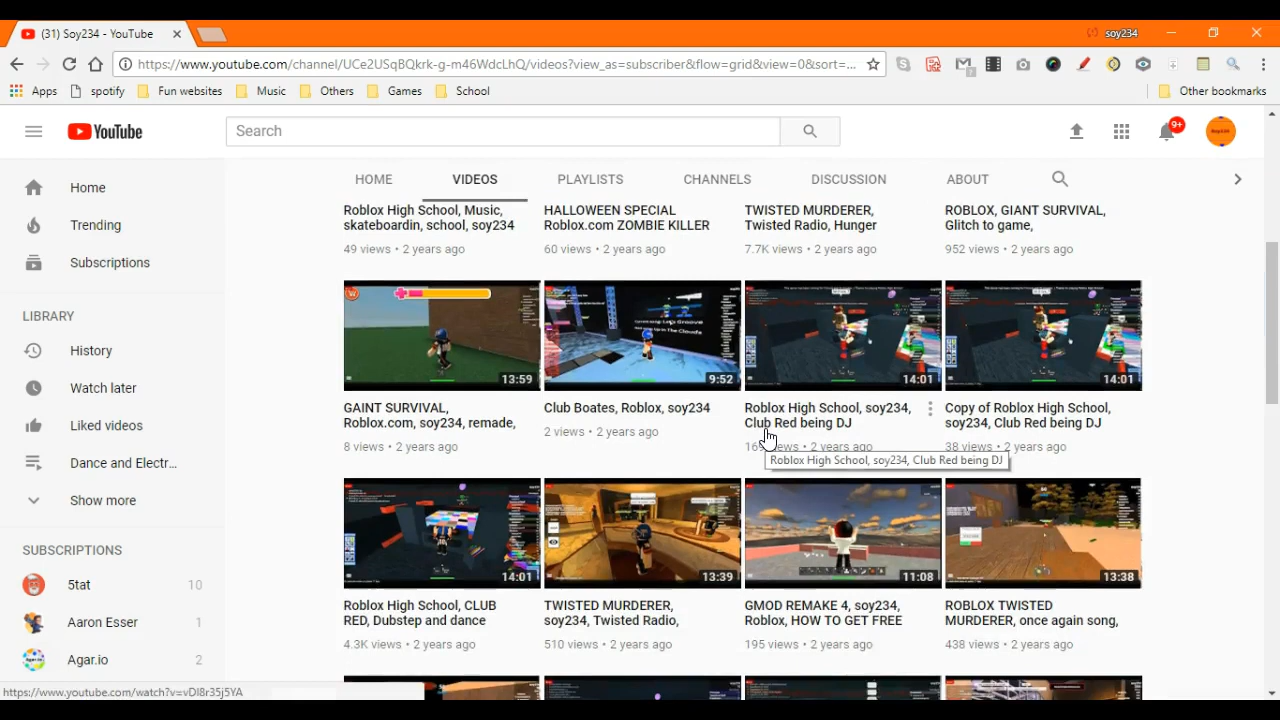 (31) Soy234 - YouTube
soy234
https://www.youtube.com/channel/UCe2USqBQkrk-g-m46WdcLHQ/videos?view_as=subscriber&flow=grid&view=0&sort=...
Apps
spotify
Fun websites
Music
Others
Games
School
Other bookmarks
YouTube
Search
9+
Home
Trending
Subscriptions
LIBRARY
History
Watch later
Liked videos
Dance and Electr...
Show more
SUBSCRIPTIONS
5tat 10
Aaron Esser 1
Agar.io 2
HOME
VIDEOS
PLAYLISTS
CHANNELS
DISCUSSION
ABOUT
Roblox High School, Music,
skateboardin, school, soy234
49 views • 2 years ago
HALLOWEEN SPECIAL
Roblox.com ZOMBIE KILLER
60 views • 2 years ago
TWISTED MURDERER,
Twisted Radio, Hunger
7.7K views • 2 years ago
ROBLOX, GIANT SURVIVAL,
Glitch to game,
952 views • 2 years ago
13:59
GAINT SURVIVAL,
Roblox.com, soy234, remade,
8 views • 2 years ago
9:52
Club Boates, Roblox, soy234
2 views • 2 years ago
14:01
Roblox High School, soy234,
Club Red being DJ
views • 2 years ago
Roblox High School, soy234, Club Red being DJ
14:01
Copy of Roblox High School,
soy234, Club Red being DJ
38 views • 2 years ago
14:01
Roblox High School, CLUB
RED, Dubstep and dance
4.3K views • 2 years ago
13:39
TWISTED MURDERER,
soy234, Twisted Radio,
510 views • 2 years ago
11:08
GMOD REMAKE 4, soy234,
Roblox, HOW TO GET FREE
195 views • 2 years ago
13:38
ROBLOX TWISTED
MURDERER, once again song,
438 views • 2 years ago
https://www.youtube.com/watch?v=vDl8r35j5YA